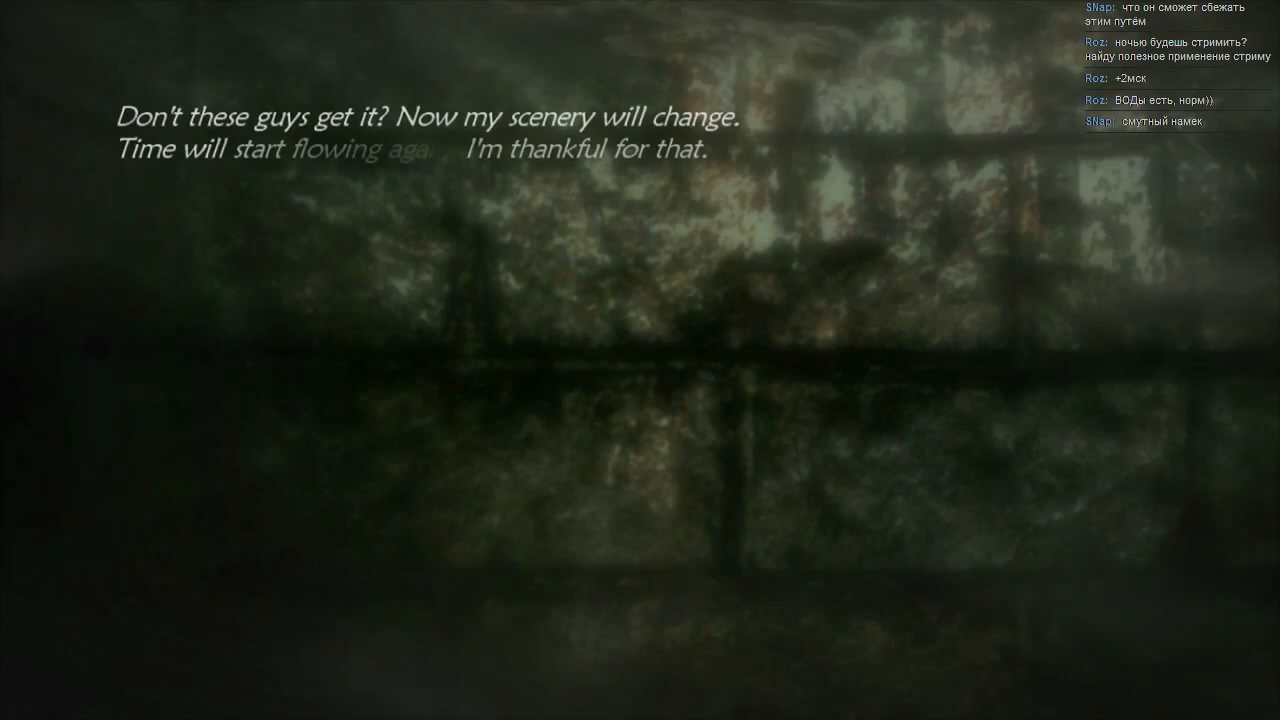 Don't these guys get it? Now my scenery will change.
Time will start flowing aga I'm thankful for that.
SNap: что он сможет сбежать
этим путём
Roz: ночью будешь стримить?
найду полезное применение стриму
Roz: +2мск
Roz: ВОДы есть, норм))
SNap: смутный намек